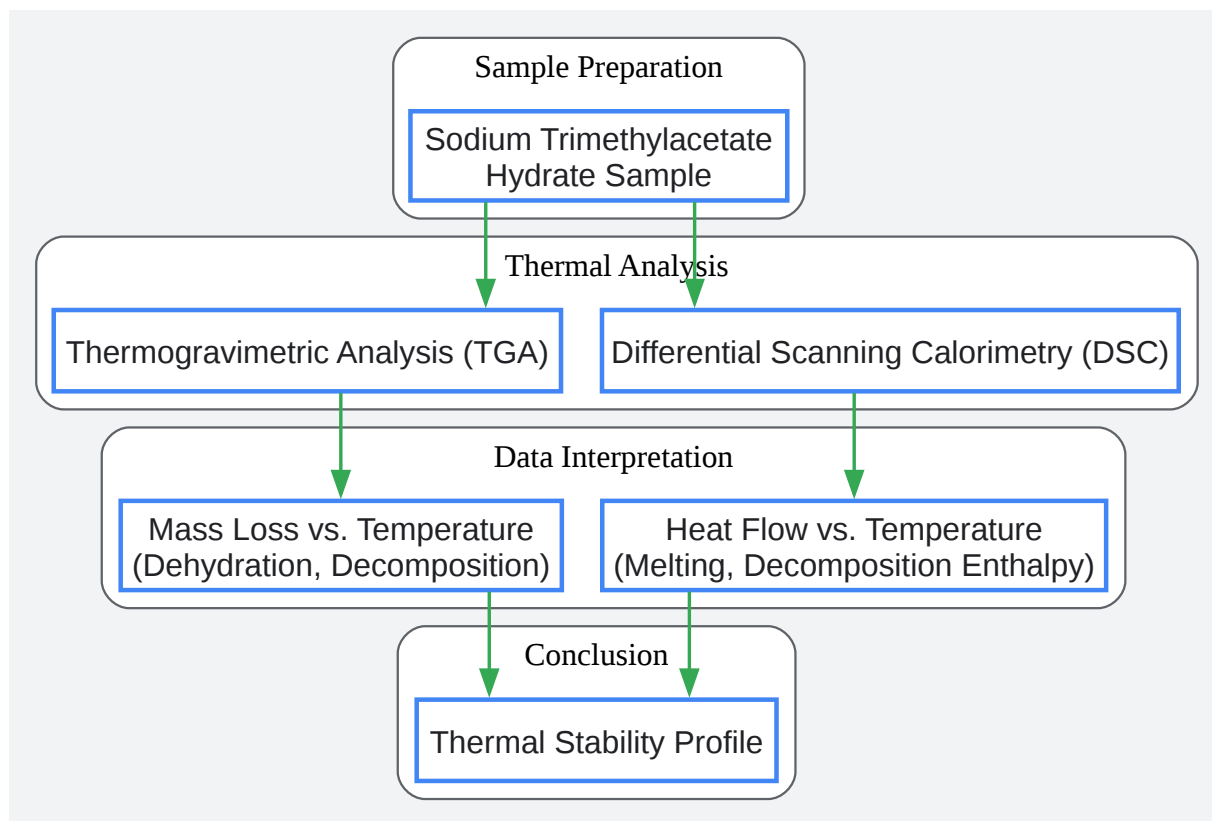 Sample Preparation
Sodium Trimethylacetate
Hydrate Sample
Thermal Analysis
Thermogravimetric Analysis (TGA)
Differential Scanning Calorimetry (DSC)
Data Interpretation
Mass Loss vs. Temperature
(Dehydration, Decomposition)
Heat Flow vs. Temperature
(Melting, Decomposition Enthalpy)
Conclusion
Thermal Stability Profile